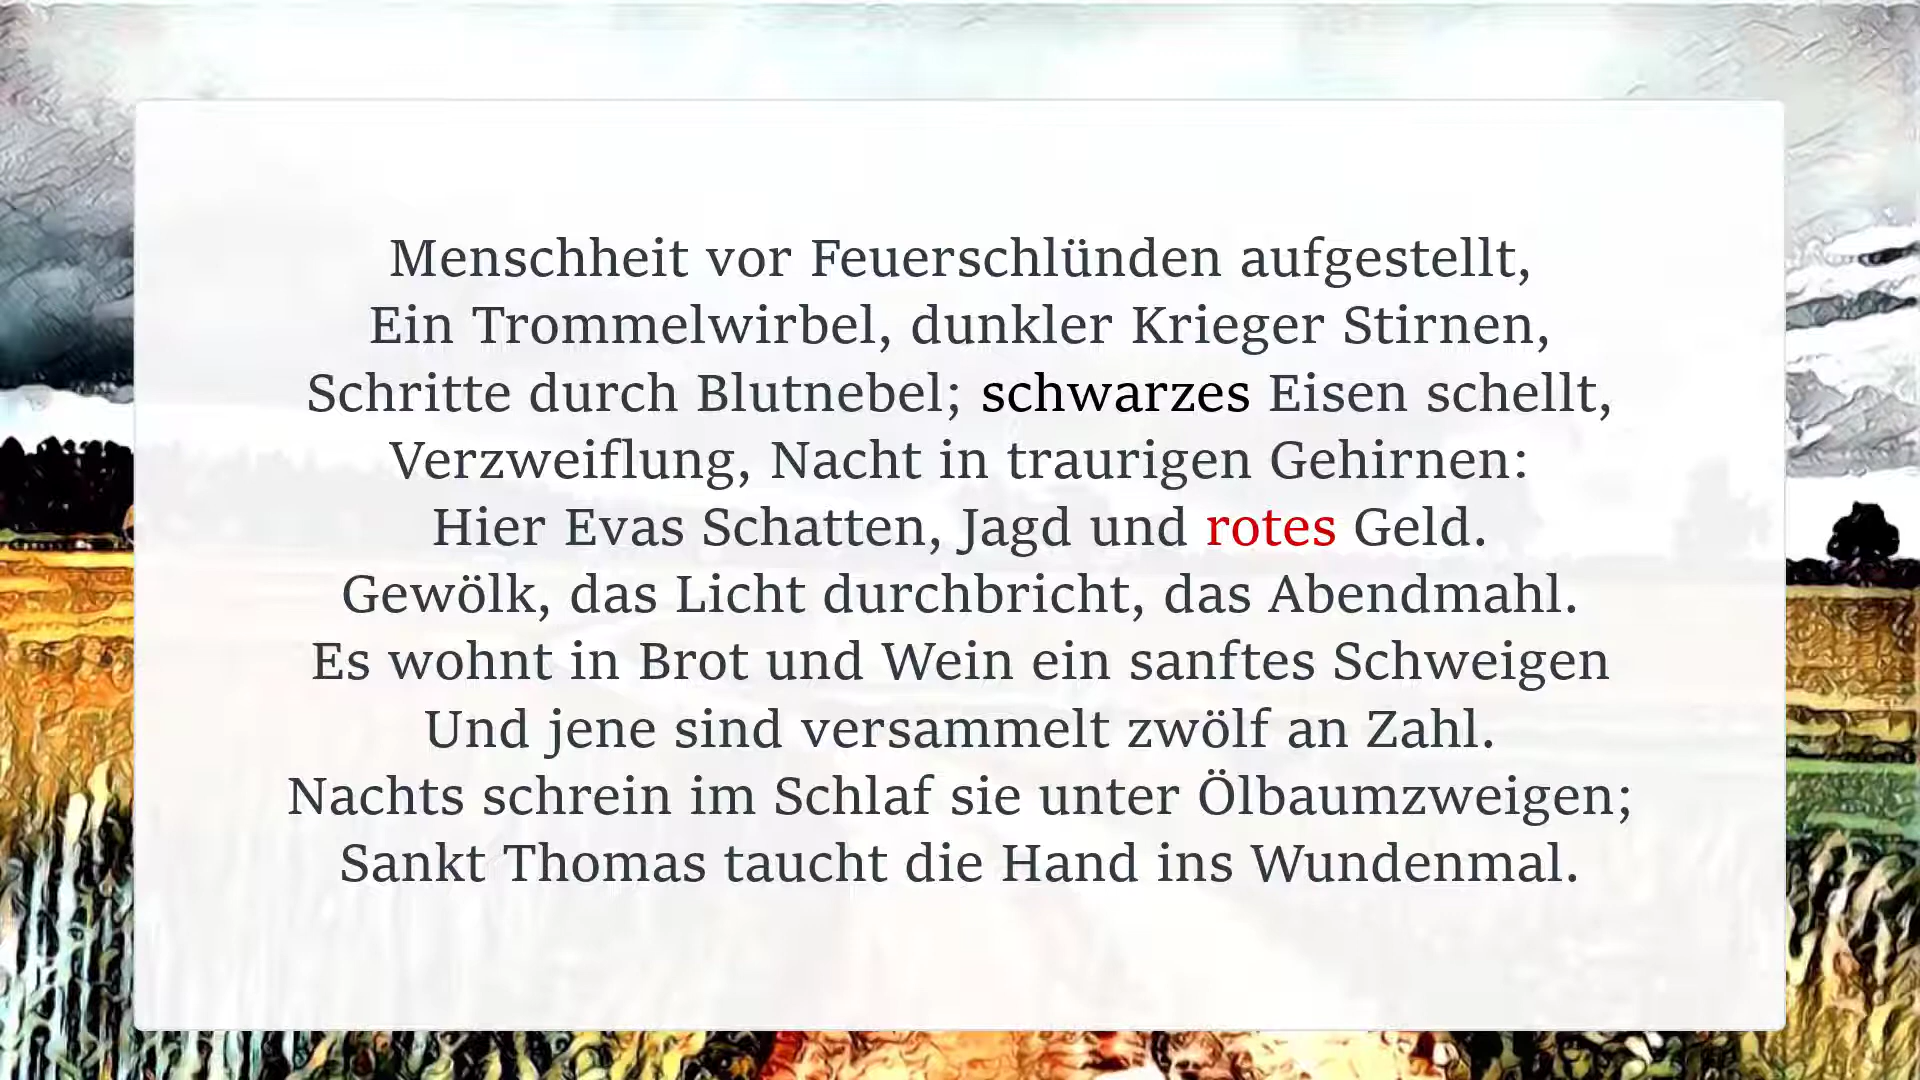 Menschheit vor Feuerschlünden aufgestellt,
Ein Trommelwirbel, dunkler Krieger Stirnen,
Schritte durch Blutnebel; schwarzes Eisen schellt,
Verzweiflung, Nacht in traurigen Gehirnen:
Hier Evas Schatten, Jagd und rotes Geld.
Gewölk, das Licht durchbricht, das Abendmahl.
Es wohnt in Brot und Wein ein sanftes Schweigen
Und jene sind versammelt zwölf an Zahl.
Nachts schrein im Schlaf sie unter Ölbaumzweigen;
Sankt Thomas taucht die Hand ins Wundenmal.